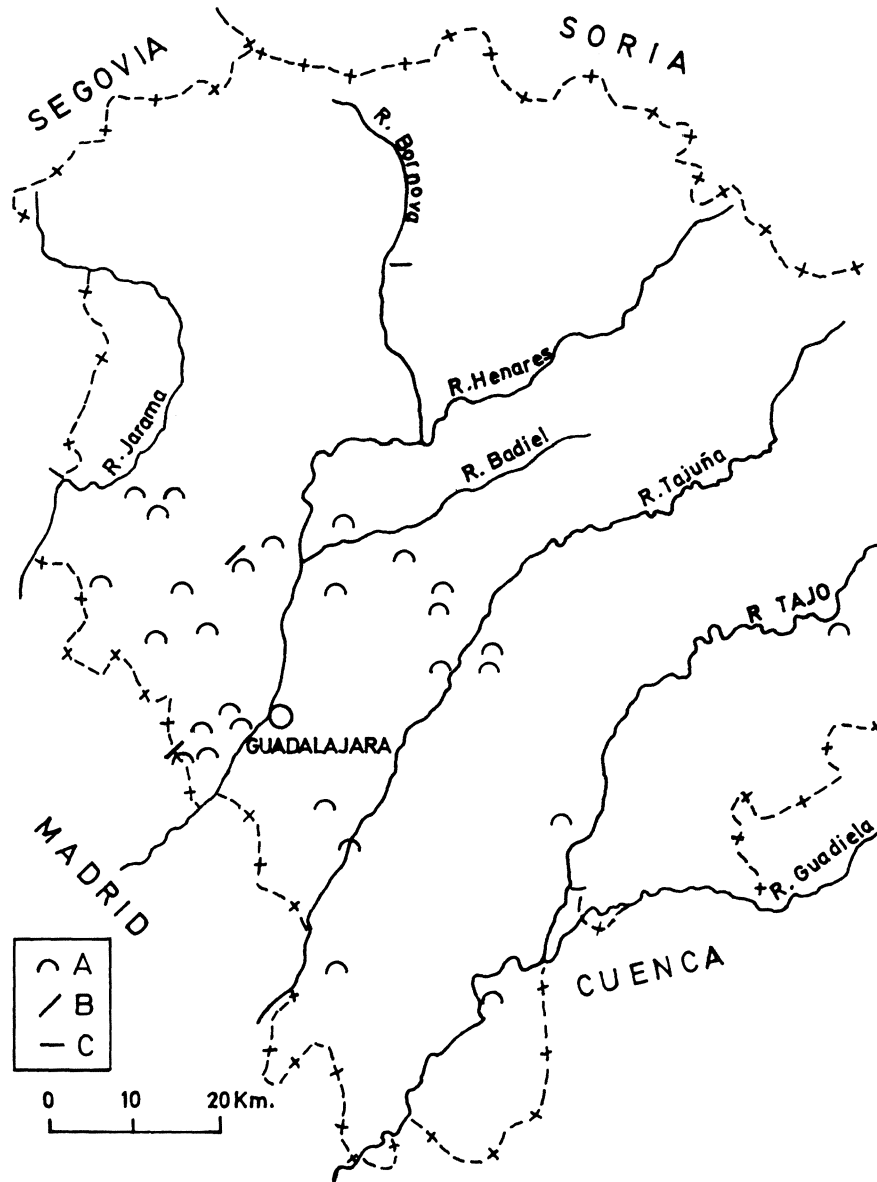 SEGOVIA
SORIA
R. Bornova
R. Henares
R. Jarama
R. Badiel
R. Tajuña
R TAJO
GUADALAJARA
R. Guadiela
MADRID
CUENCA
A
B
C
0 10 20 Km.